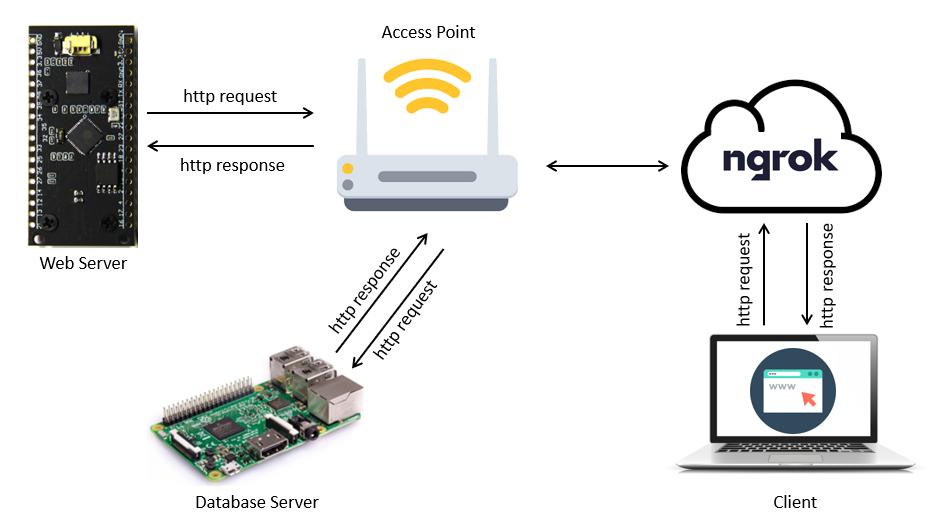 Access Point
http request
http response
Web Server
ngrok
http response
http request
http request
http response
WWW
Database Server
Client